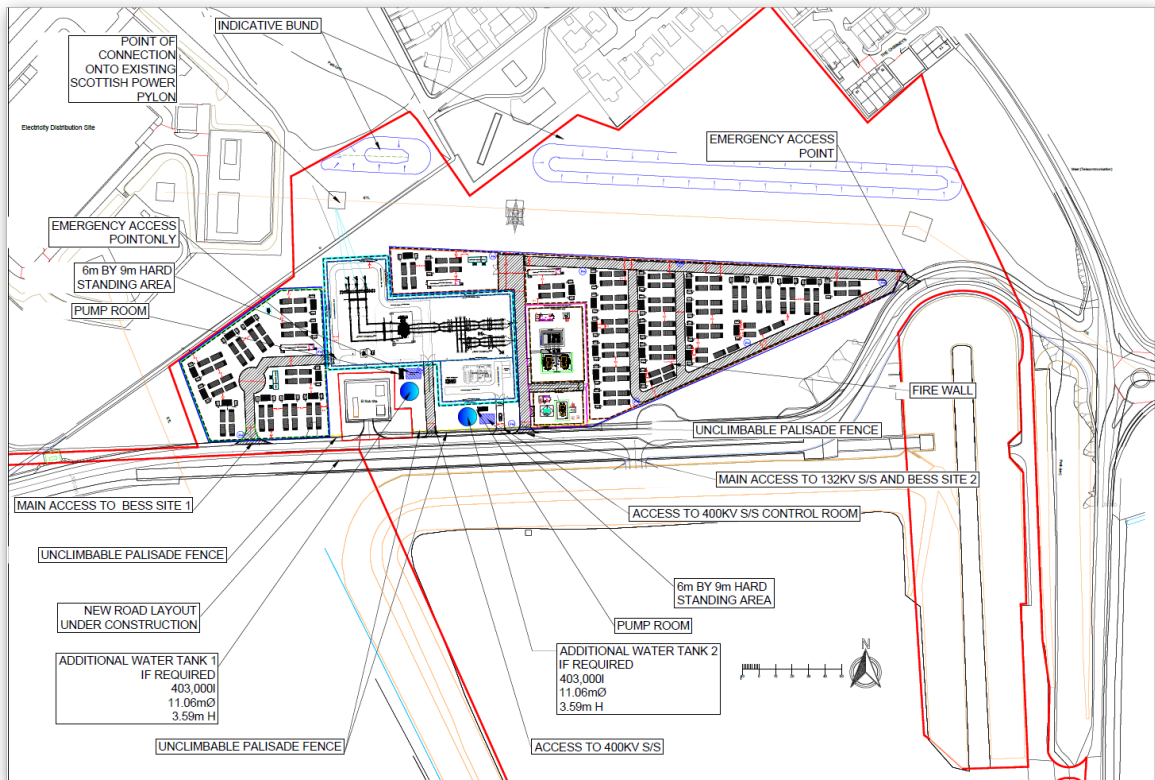 INDICATIVE BUND
POINT OF
CONNECTION
ONTO EXISTING
SCOTTISH POWER
PYLON
Electricity Distribution Site
EMERGENCY ACCESS
POINT
EMERGENCY ACCESS
POINTONLY
6m BY 9m HARD
STANDING AREA
PUMP ROOM
FIRE WALL
UNCLIMBABLE PALISADE FENCE
MAIN ACCESS TO 132KV S/S AND BESS SITE 2
MAIN ACCESS TO BESS SITE 1
ACCESS TO 400KV S/S CONTROL ROOM
UNCLIMBABLE PALISADE FENCE
6m BY 9m HARD
STANDING AREA
NEW ROAD LAYOUT
UNDER CONSTRUCTION
PUMP ROOM
ADDITIONAL WATER TANK 1
IF REQUIRED
403,000l
11.06mØ
3.59m H
ADDITIONAL WATER TANK 2
IF REQUIRED
403,000l
11.06mØ
3.59m H
N
UNCLIMBABLE PALISADE FENCE
ACCESS TO 400KV S/S